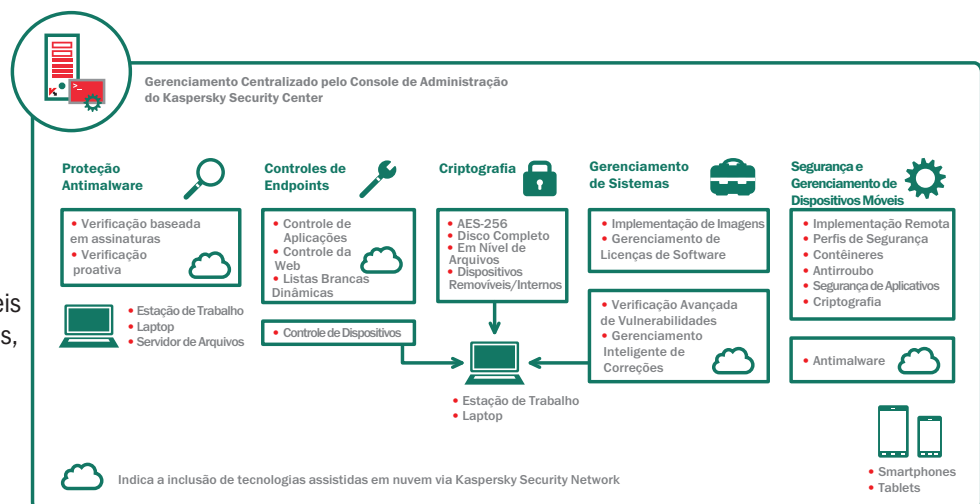 Gerenciamento Centralizado pelo Console de Administração
do Kaspersky Security Center
Proteção
Antimalware
• Verificação baseada
em assinaturas
• Verificação
proativa
• Estação de Trabalho
• Laptop
• Servidor de Arquivos
Controles de
Endpoints
• Controle de
Aplicações
• Controle da
Web
• Listas Brancas
Dinâmicas
• Controle de Dispositivos
Criptografia
• AES-256
• Disco Completo
• Em Nível de
Arquivos
• Dispositivos
Removíveis/Internos
• Estação de Trabalho
• Laptop
Gerenciamento
de Sistemas
• Implementação de Imagens
• Gerenciamento de
Licenças de Software
• Verificação Avançada
de Vulnerabilidades
• Gerenciamento
Inteligente de
Correções
Segurança e
Gerenciamento de
Dispositivos Móveis
• Implementação Remota
• Perfis de Segurança
• Contêineres
• Antirroubo
• Segurança de Aplicativos
• Criptografia
• Antimalware
• Smartphones
• Tablets
eis
s,
Indica a inclusão de tecnologias assistidas em nuvem via Kaspersky Security Network